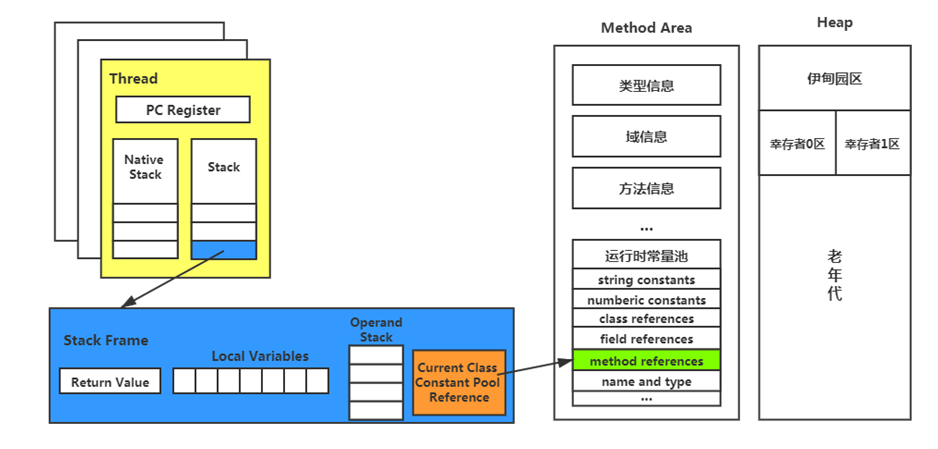 Thread
PC Register
Native
Stack
Stack
Stack Frame
Return Value
Local Variables
Operand
Stack
Current Class
Constant Pool
Reference
Method Area
类型信息
域信息
方法信息
...
运行时常量池
string constants
numberic constants
class references
field references
method references
name and type
...
Heap
伊甸园区
幸存者0区
幸存者1区
老
年
代